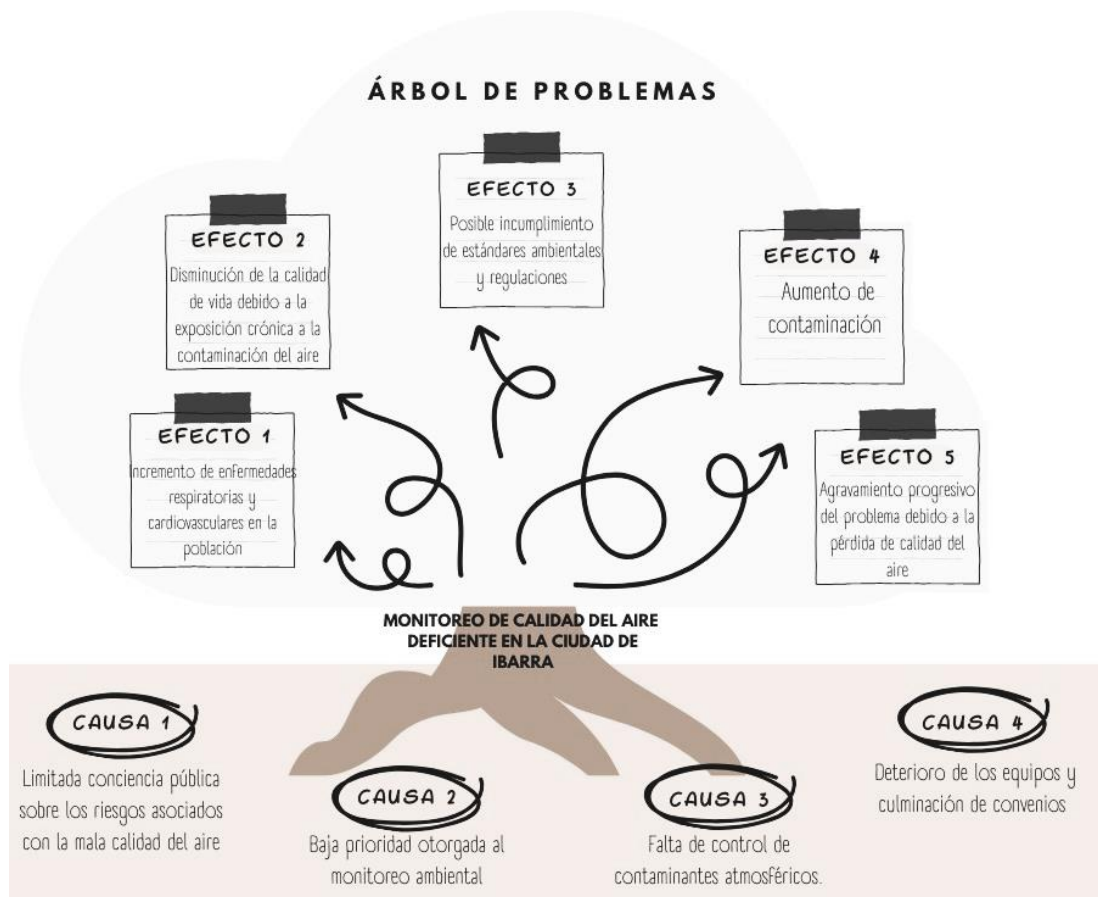 ÁRBOL DE PROBLEMAS
EFECTO 3
Posible incumplimiento
de estándares ambientales
y regulaciones
EFECTO 2
Disminución de la calidad
de vida debido a la
exposición crónica a la
contaminación del aire
EFECTO 4
Aumento de
contaminación
EFECTO 1
Incremento de enfermedades
respiratorias y
cardiovasculares en la
población
EFECTO 5
Agravamiento progresivo
del problema debido a la
pérdida de calidad del
aire
MONITOREO DE CALIDAD DEL AIRE
DEFICIENTE EN LA CIUDAD DE
IBARRA
CAUSA 1
Limitada conciencia pública
sobre los riesgos asociados
con la mala calidad del aire
CAUSA 2
Baja prioridad otorgada al
monitoreo ambiental
CAUSA 3
Falta de control de
contaminantes atmosféricos.
CAUSA 4
Deterioro de los equipos y
culminación de convenios